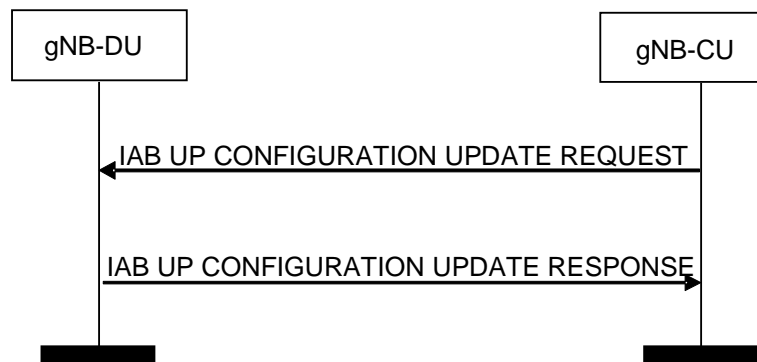 gNB-DU
gNB-CU
IAB UP CONFIGURATION UPDATE REQUEST
IAB UP CONFIGURATION UPDATE RESPONSE